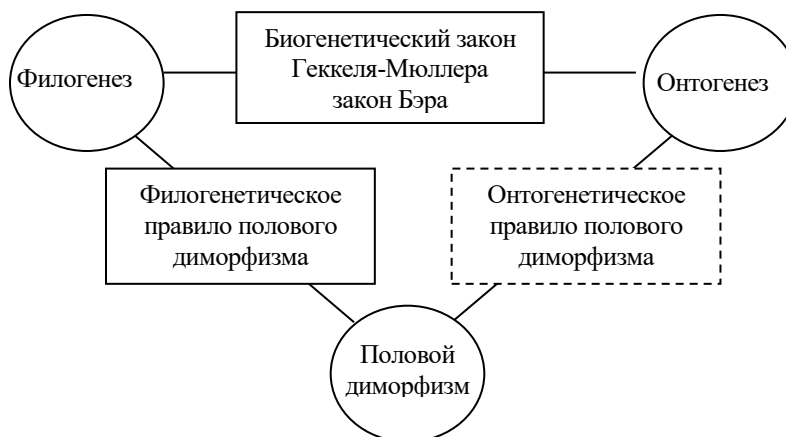 Филогенез
Биогенетический закон
Геккеля-Мюллера
закон Бэра
Онтогенез
Филогенетическое
правило полового
диморфизма
Онтогенетическое
правило полового
диморфизма
Половой
диморфизм